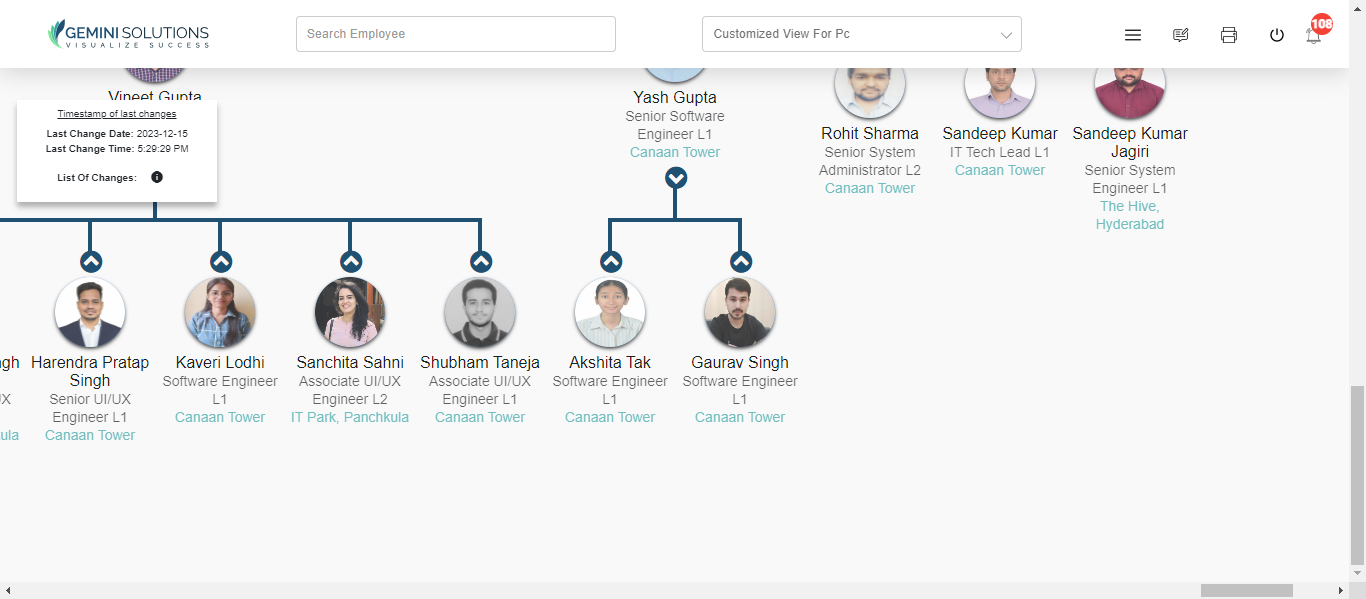 GEMINI SOLUTIONS
VISUALIZE SUCCESS
Search Employee
Customized View For Pc
108
Vineet Gupta
Timestamp of last changes
Last Change Date: 2023-12-15
Last Change Time: 5:29:29 PM
List Of Changes:
Yash Gupta
Senior Software
Engineer L1
Canaan Tower
Rohit Sharma
Senior System
Administrator L2
Canaan Tower
Sandeep Kumar
IT Tech Lead L1
Canaan Tower
Sandeep Kumar
Jagiri
Senior System
Engineer L1
The Hive,
Hyderabad
Harendra Pratap
Singh
Senior UI/UX
Engineer L1
Canaan Tower
Kaveri Lodhi
Software Engineer
L1
Canaan Tower
Sanchita Sahni
Associate UI/UX
Engineer L2
IT Park, Panchkula
Shubham Taneja
Associate UI/UX
Engineer L1
Canaan Tower
Akshita Tak
Software Engineer
L1
Canaan Tower
Gaurav Singh
Software Engineer
L1
Canaan Tower